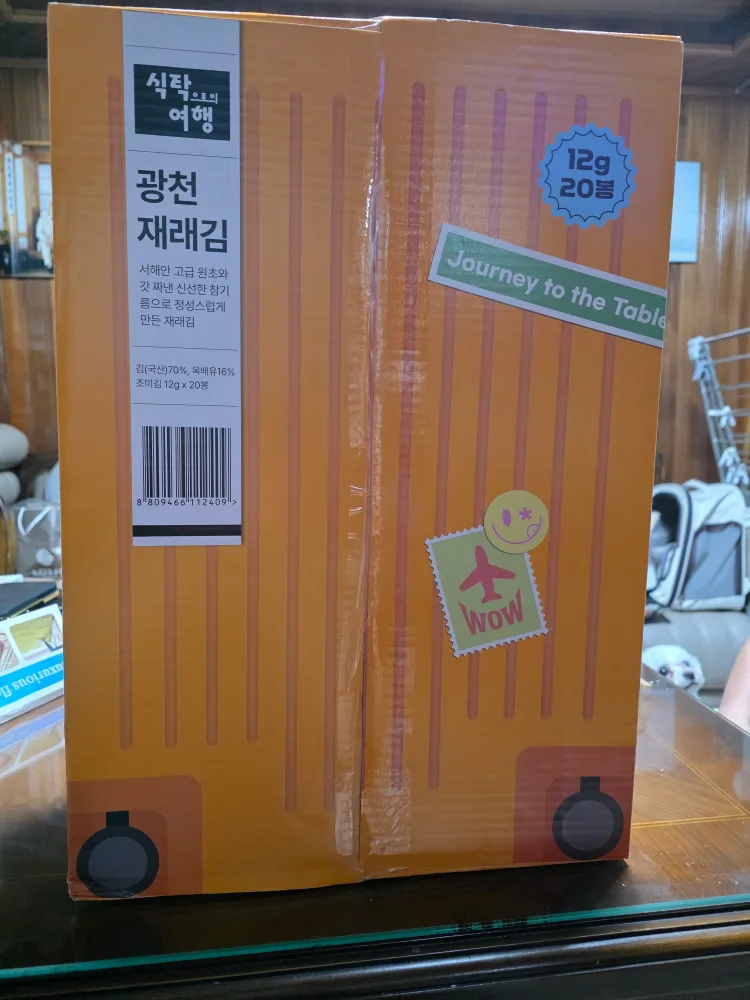 식탁으로의
여행
광천
재래김
서해안 고급 원초와
갓 짜낸 신선한 참기
름으로 정성스럽게
만든 재래김
김(국산)70%, 옥배유16%
조미김 12g x 20봉
8 809466 112409 >
12g
20봉
Journey to the Table
WOW
luxurious fl